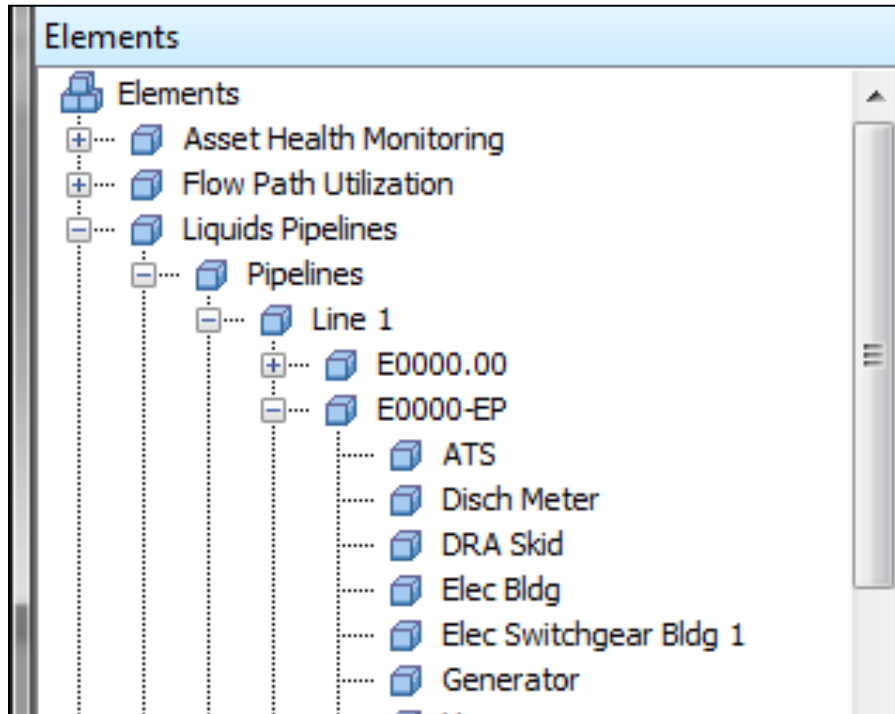 Elements
Elements
Asset Health Monitoring
Flow Path Utilization
Liquids Pipelines
Pipelines
Line 1
E0000.00
E0000-EP
ATS
Disch Meter
DRA Skid
Elec Bldg
Elec Switchgear Bldg 1
Generator